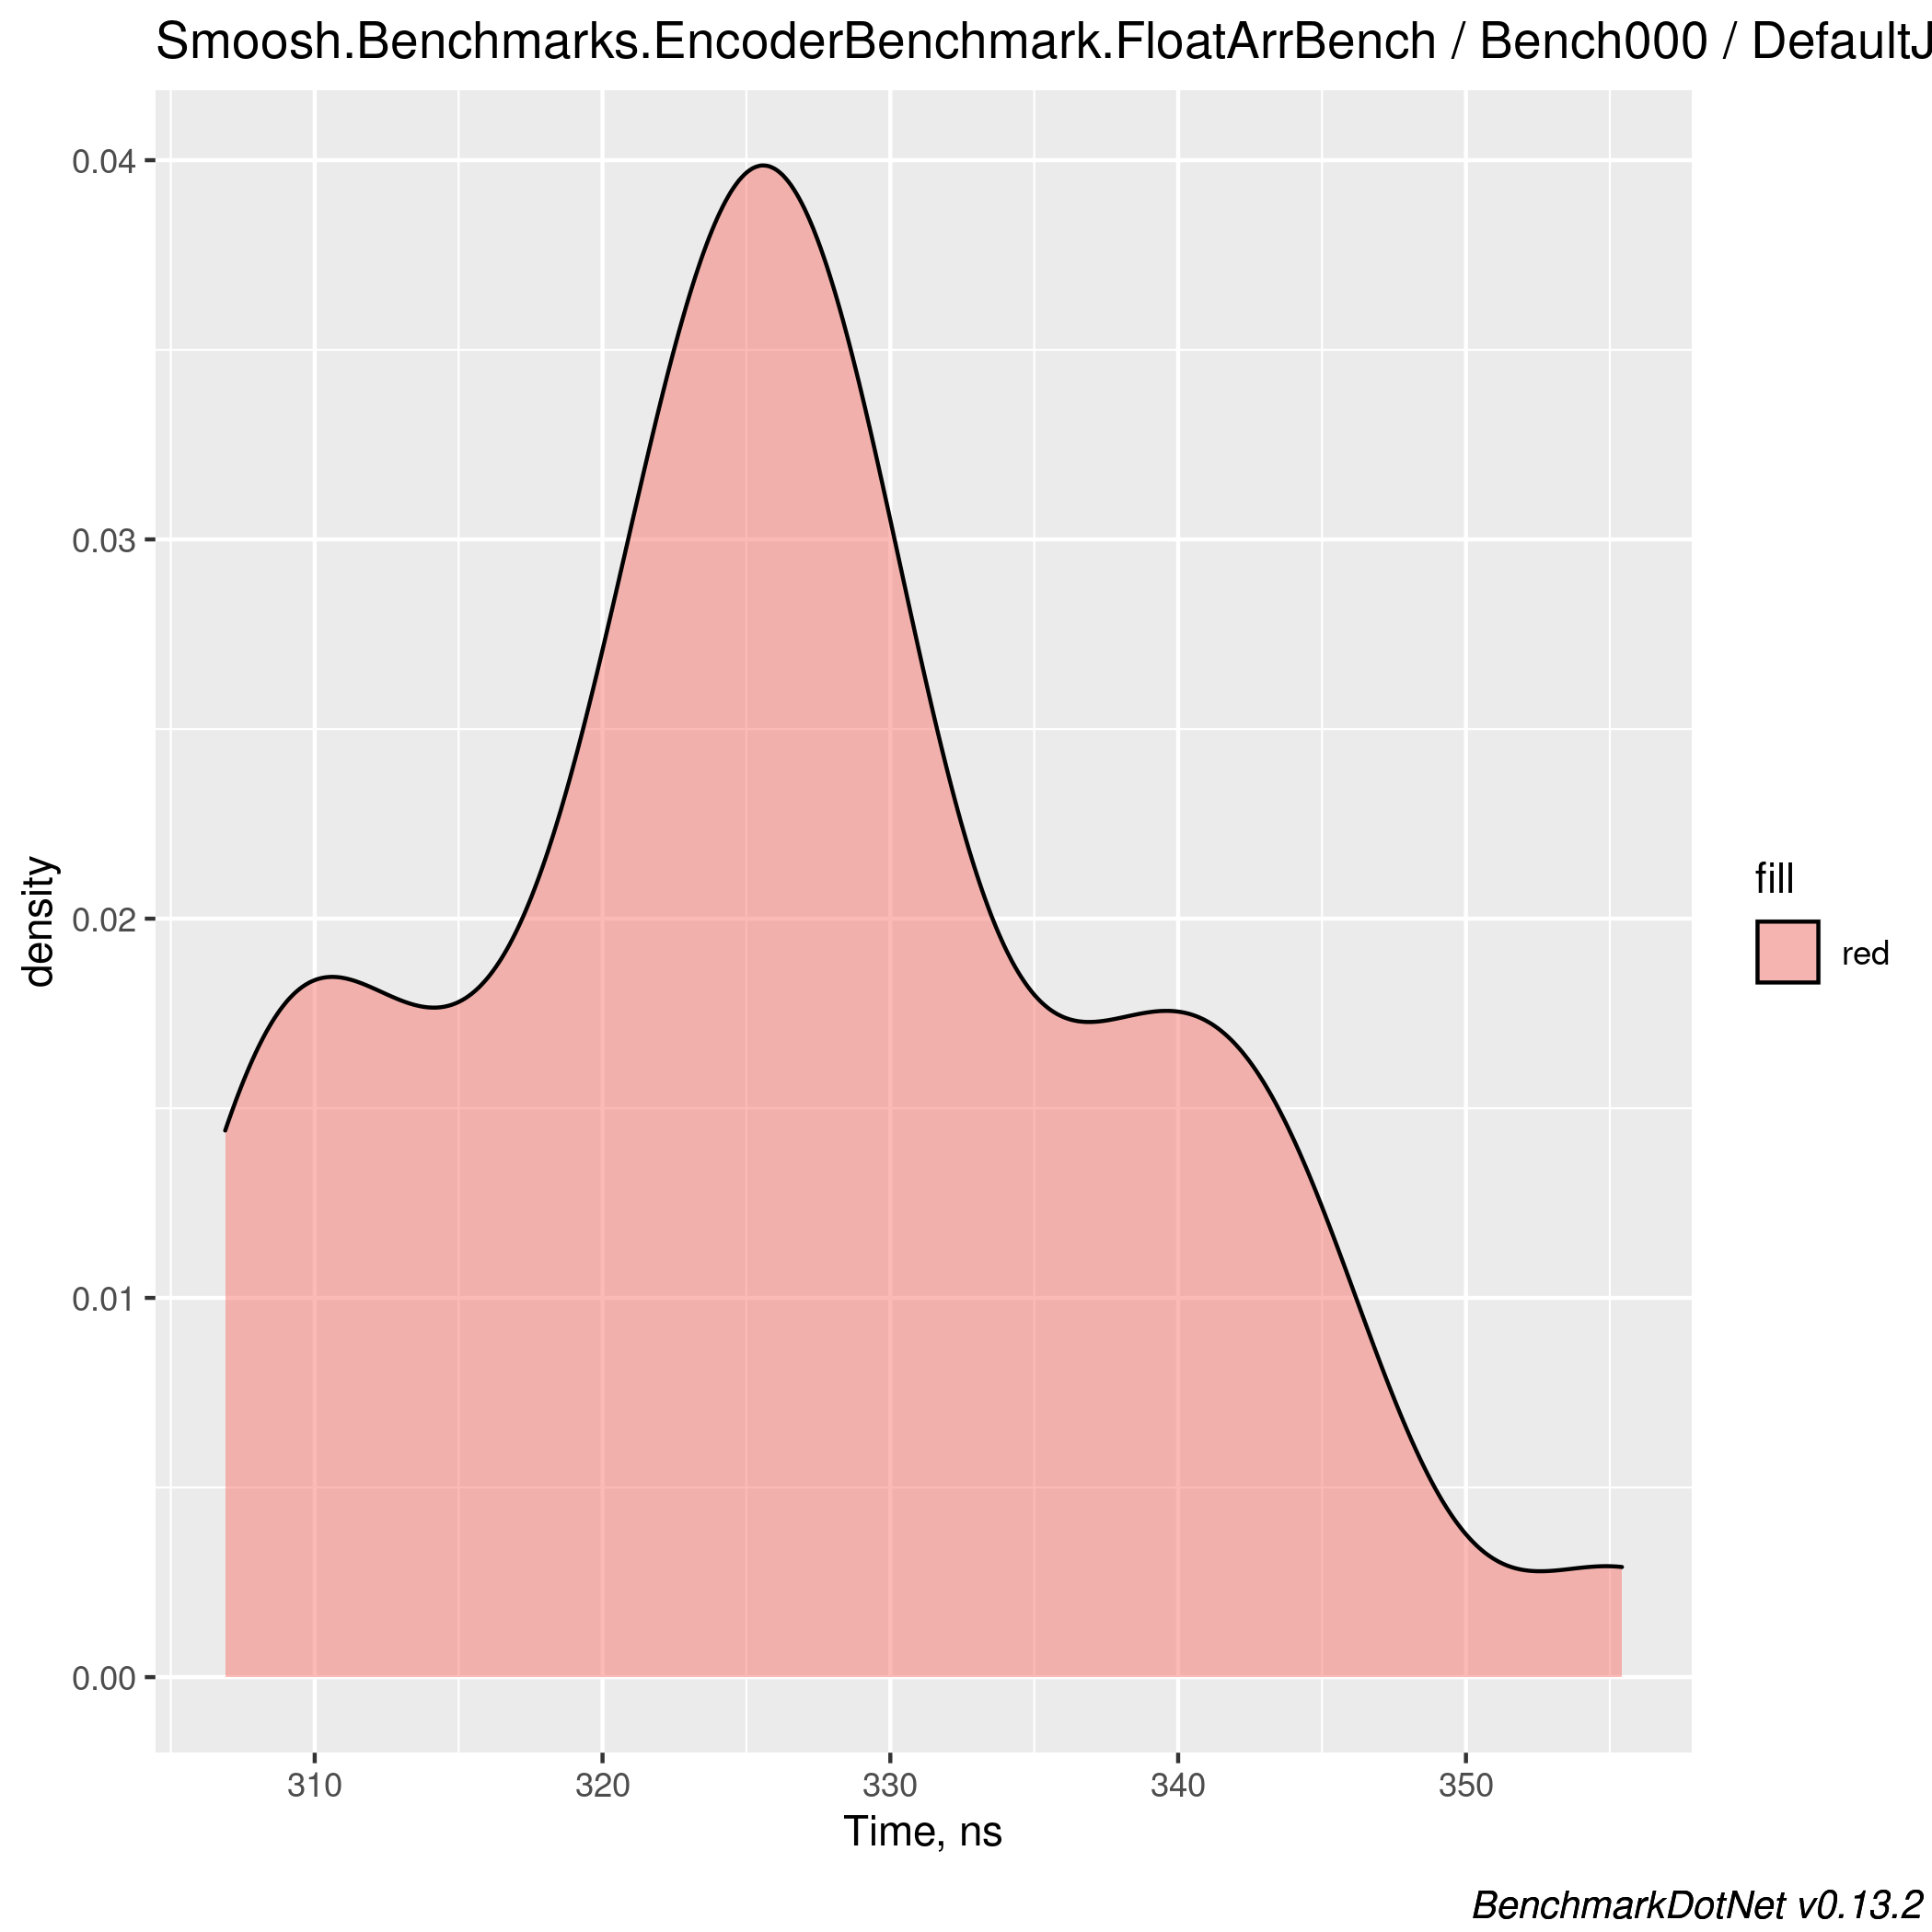 Smoosh.Benchmarks.EncoderBenchmark.FloatArrBench / Bench000 / DefaultJ
0.04
0.03
0.02
0.01
0.00
density
310 320 330 340 350
Time, ns
fill
red
BenchmarkDotNet v0.13.2